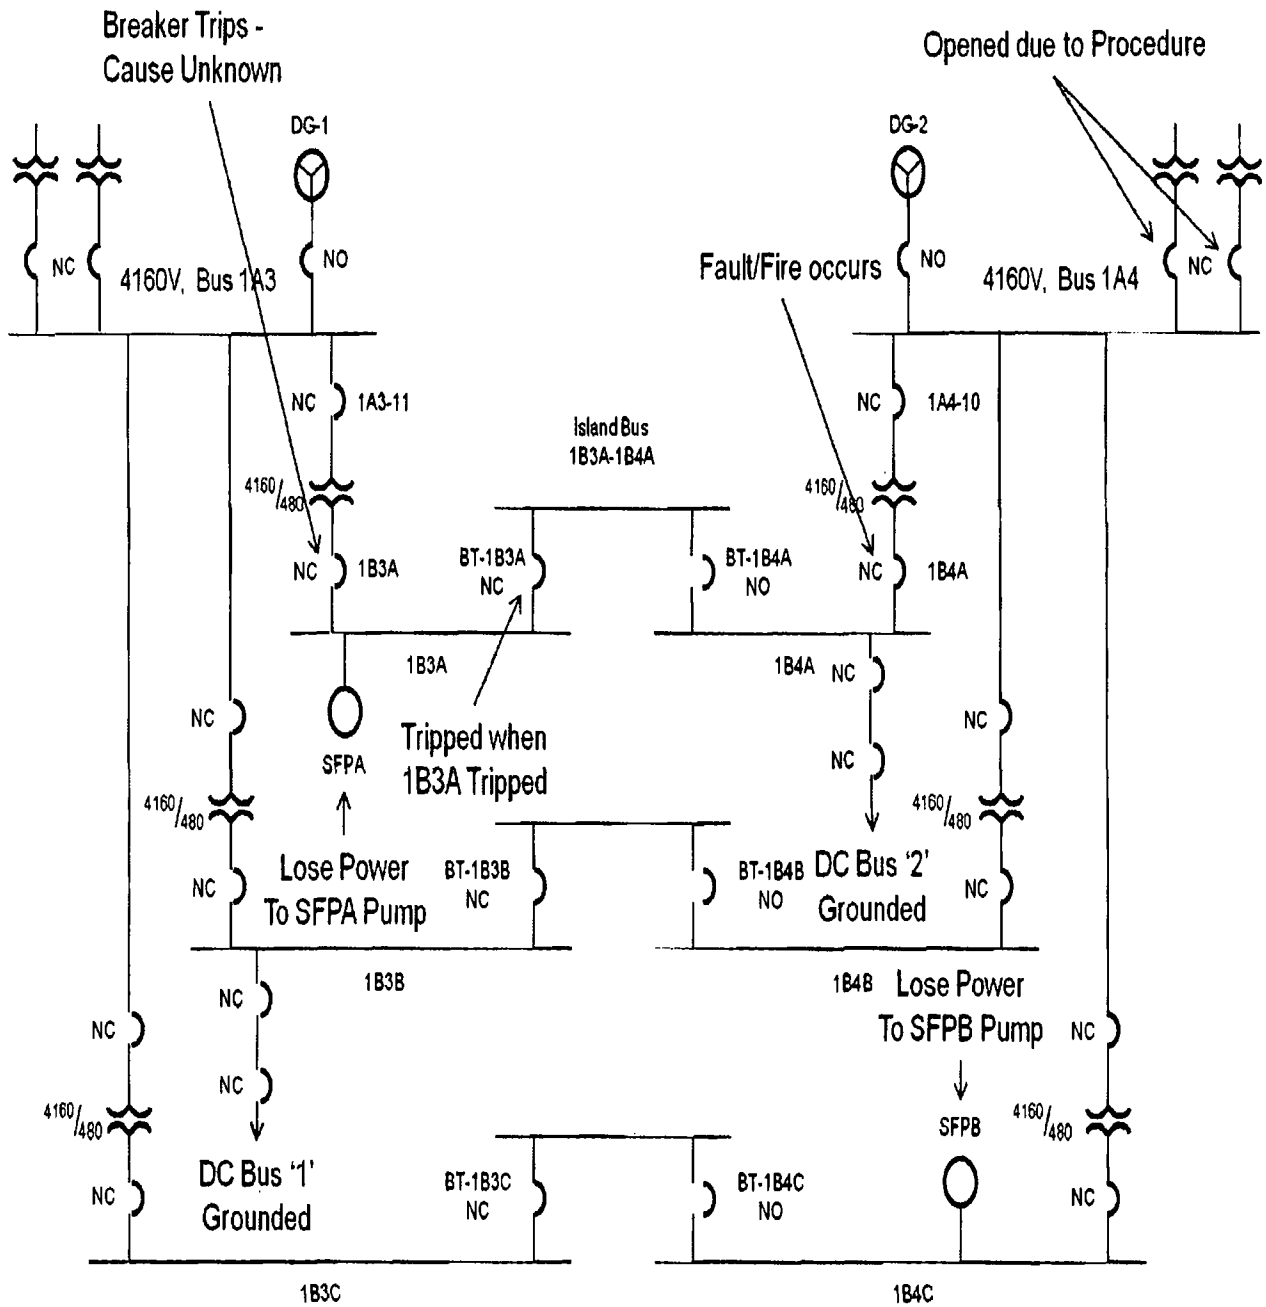 Breaker Trips -
Cause Unknown
Opened due to Procedure
DG-1
DG-2
NC
NO
4160V, Bus 1A3
Fault/Fire occurs
NO
4160V, Bus 1A4
NC
NC
1A3-11
Island Bus
1B3A-1B4A
NC
1A4-10
4160/480
4160/480
NC
1B3A
BT-1B3A
NC
BT-1B4A
NO
NC
1B4A
1B3A
1B4A
NC
NC
SFPA
Tripped when
1B3A Tripped
NC
NC
4160/480
4160/480
Lose Power
To SFPA Pump
NC
BT-1B3B
NC
BT-1B4B
NO
DC Bus '2'
Grounded
NC
1B3B
1B4B
Lose Power
To SFPB Pump
NC
NC
NC
NC
4160/480
SFPB
4160/480
DC Bus '1'
Grounded
NC
BT-1B3C
NC
BT-1B4C
NO
NC
1B3C
1B4C